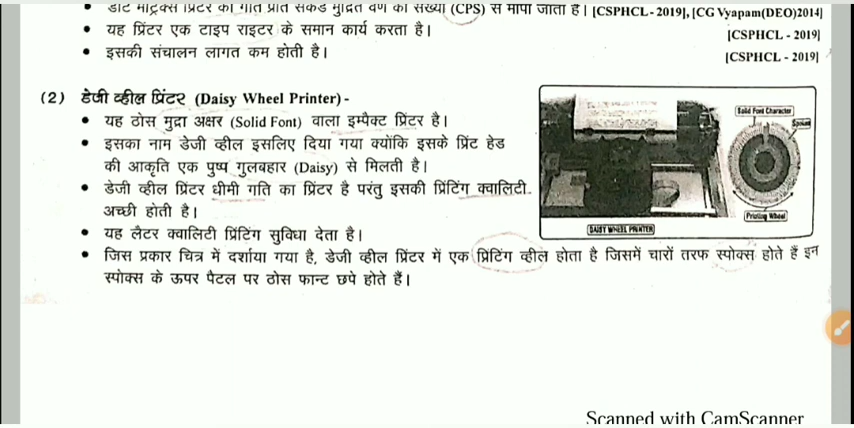 डॉट मैट्रिक्स प्रिंटर की गति प्रति सेकंड मुद्रित वर्ण की संख्या (CPS) से मापा जाता है। [CSPHCL-2019], [CG Vyapam(DEO)2014]
यह प्रिंटर एक टाइप राइटर के समान कार्य करता है। [CSPHCL - 2019]
इसकी संचालन लागत कम होती है। [CSPHCL - 2019]
(2) डेजी व्हील प्रिंटर (Daisy Wheel Printer) -
यह ठोस मुद्रा अक्षर (Solid Font) वाला इम्पैक्ट प्रिंटर है।
इसका नाम डेजी व्हील इसलिए दिया गया क्योंकि इसके प्रिंट हेड
की आकृति एक पुष्प गुलबहार (Daisy) से मिलती है।
डेजी व्हील प्रिंटर धीमी गति का प्रिंटर है परंतु इसकी प्रिंटिंग क्वालिटी
अच्छी होती है।
यह लैटर क्वालिटी प्रिंटिंग सुविधा देता है।
Solid Font Character
Spokes
Printing Wheel
DAISY WHEEL PRINTER
जिस प्रकार चित्र में दर्शाया गया है, डेजी व्हील प्रिंटर में एक प्रिटिंग व्हील होता है जिसमें चारों तरफ स्पोक्स होते हैं इन
स्पोक्स के ऊपर पैटल पर ठोस फान्ट छपे होते हैं।
Scanned with CamScanner